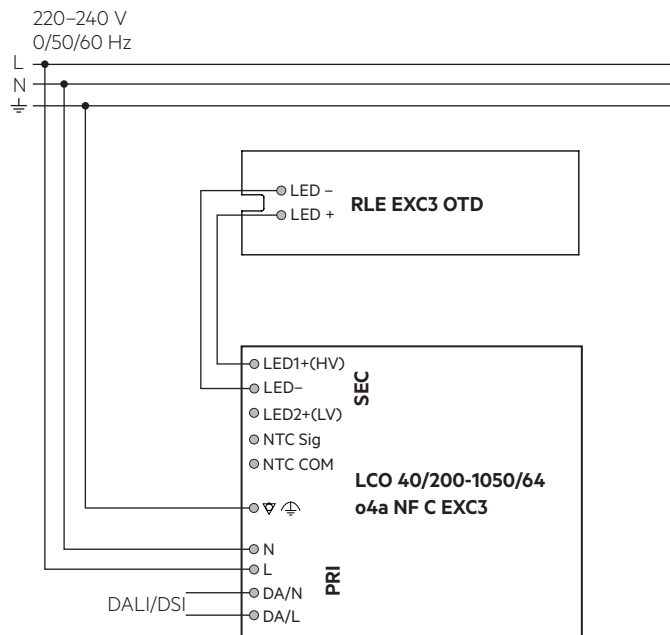 220–240 V
0/50/60 Hz
L
N
LED –
LED +
RLE EXC3 OTD
LED1+(HV)
LED–
LED2+(LV)
NTC Sig
NTC COM
SEC
LCO 40/200-1050/64
o4a NF C EXC3
N
L
PRI
DA/N
DALI/DSI
DA/L